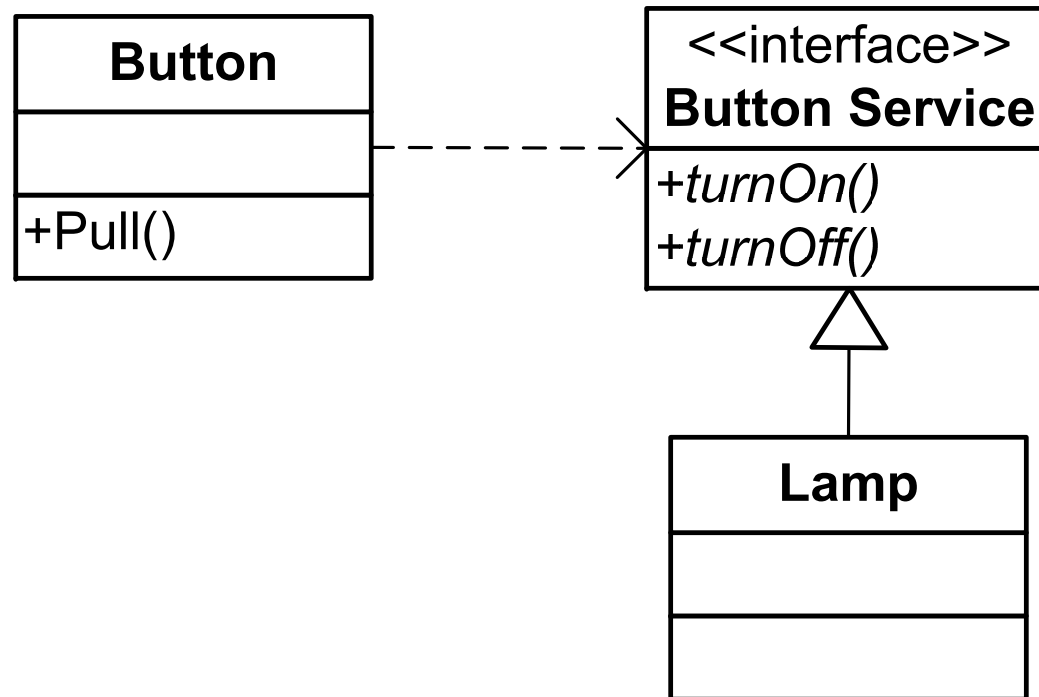 Button
+Pull()
<<interface>>
Button Service
+turnOn()
+turnOff()
Lamp